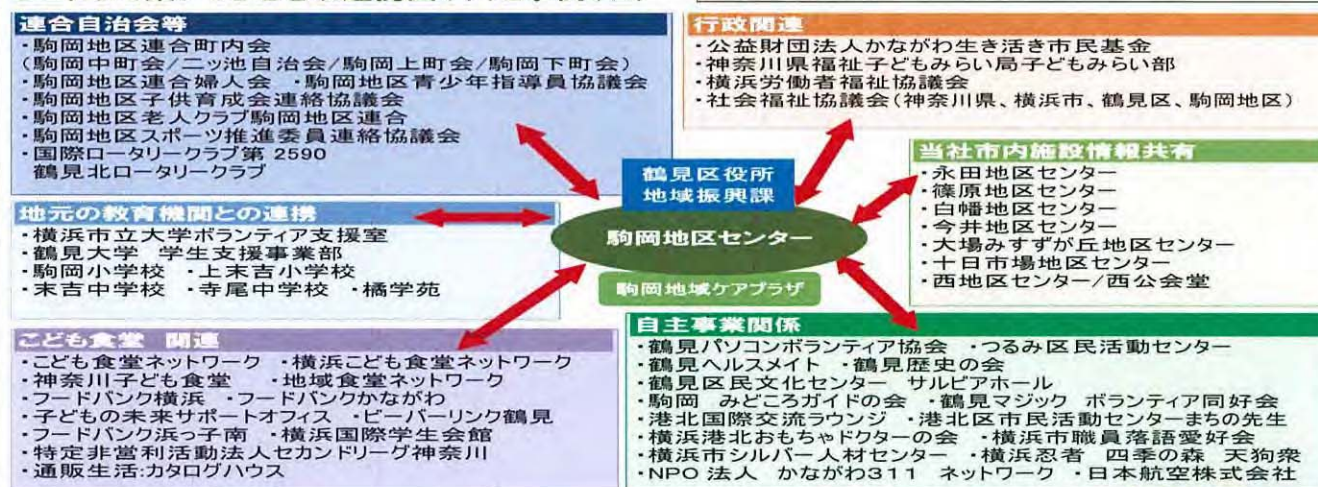 連合自治会等
・駒岡地区連合町内会
(駒岡中町会/二ッ池自治会/駒岡上町会/駒岡下町会)
・駒岡地区連合婦人会 ・駒岡地区青少年指導員協議会
・駒岡地区子供育成会連絡協議会
・駒岡地区老人クラブ駒岡地区連合
・駒岡地区スポーツ推進委員連絡協議会
・国際ロータリークラブ第 2590
鶴見北ロータリークラブ
行政関連
・公益財団法人かながわ生き活き市民基金
・神奈川県福祉子どもみらい局子どもみらい部
・横浜労働者福祉協議会
・社会福祉協議会(神奈川県、横浜市、鶴見区、駒岡地区)
地元の教育機関との連携
・横浜市立大学ボランティア支援室
・鶴見大学 学生支援事業部
・駒岡小学校 ・上末吉小学校
・末吉中学校 ・寺尾中学校 ・橘学苑
鶴見区役所
地域振興課
駒岡地区センター
駒岡地域ケアプラザ
当社市内施設情報共有
・永田地区センター
・篠原地区センター
・白幡地区センター
・今井地区センター
・大場みすずが丘地区センター
・十日市場地区センター
・西地区センター/西公会堂
こども食堂 関連
・こども食堂ネットワーク ・横浜こども食堂ネットワーク
・神奈川子ども食堂 ・地域食堂ネットワーク
・フードバンク横浜 ・フードバンクかながわ
・子どもの未来サポートオフィス ・ビーバーリンク鶴見
・フードバンク浜っ子南 ・横浜国際学生会館
・特定非営利活動法人セカンドリーグ神奈川
・通販生活:カタログハウス
自主事業関係
・鶴見パソコンボランティア協会 ・つるみ区民活動センター
・鶴見ヘルスメイト ・鶴見歴史の会
・鶴見区民文化センター サルビアホール
・駒岡 みどころガイドの会 ・鶴見マジック ボランティア同好会
・港北国際交流ラウンジ ・港北区市民活動センターまちの先生
・横浜港北おもちゃドクターの会 ・横浜市職員落語愛好会
・横浜市シルバー人材センター ・横浜忍者 四季の森 天狗衆
・NPO 法人 かながわ311 ネットワーク ・日本航空株式会社